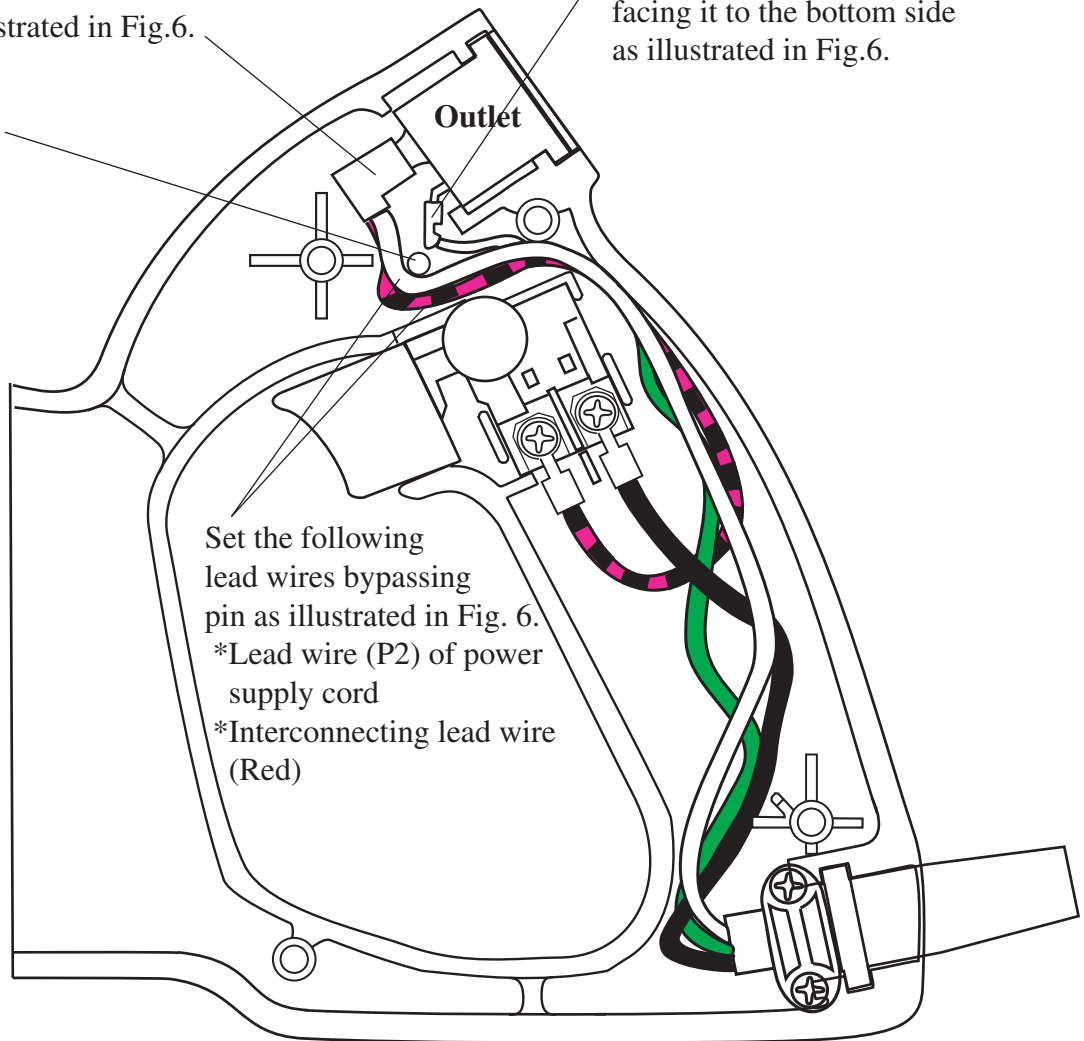 strated in Fig.6.
facing it to the bottom side
as illustrated in Fig.6.
Outlet
Set the following
lead wires bypassing
pin as illustrated in Fig. 6.
*Lead wire (P2) of power
supply cord
*Interconnecting lead wire
(Red)